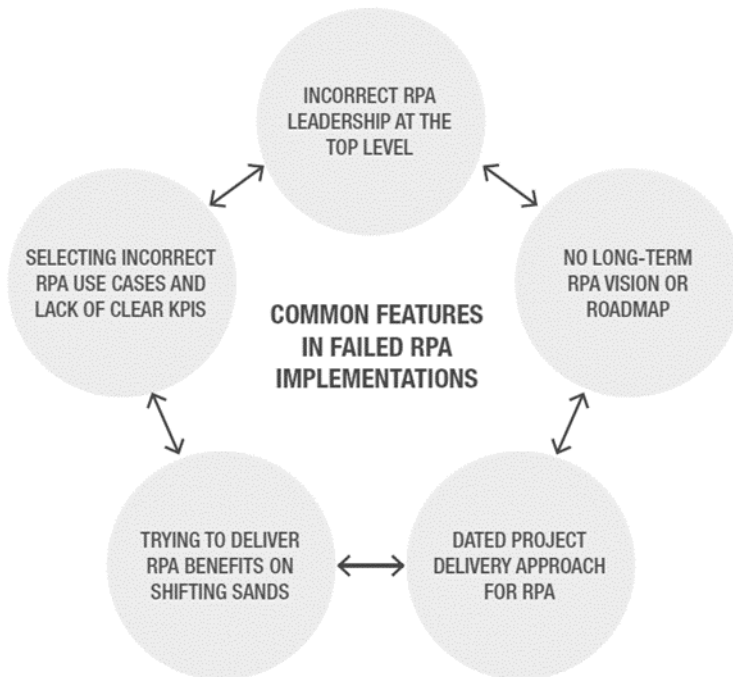 INCORRECT RPA
LEADERSHIP AT THE
TOP LEVEL
SELECTING INCORRECT
RPA USE CASES AND
LACK OF CLEAR KPIS
NO LONG-TERM
RPA VISION OR
ROADMAP
COMMON FEATURES
IN FAILED RPA
IMPLEMENTATIONS
TRYING TO DELIVER
RPA BENEFITS ON
SHIFTING SANDS
DATED PROJECT
DELIVERY APPROACH
FOR RPA